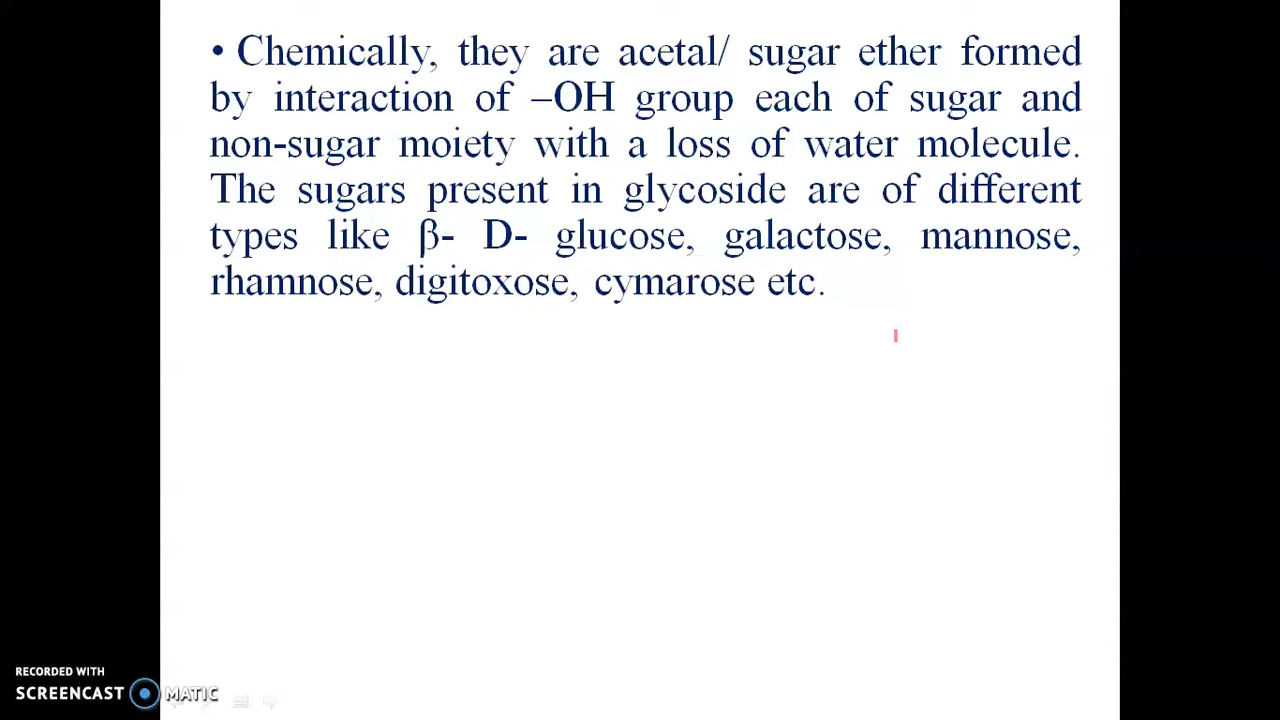 • Chemically, they are acetal/ sugar ether formed
by interaction of –OH group each of sugar and
non-sugar moiety with a loss of water molecule.
The sugars present in glycoside are of different
types like β- D- glucose, galactose, mannose,
rhamnose, digitoxose, cymarose etc.
RECORDED WITH
SCREENCAST MATIC